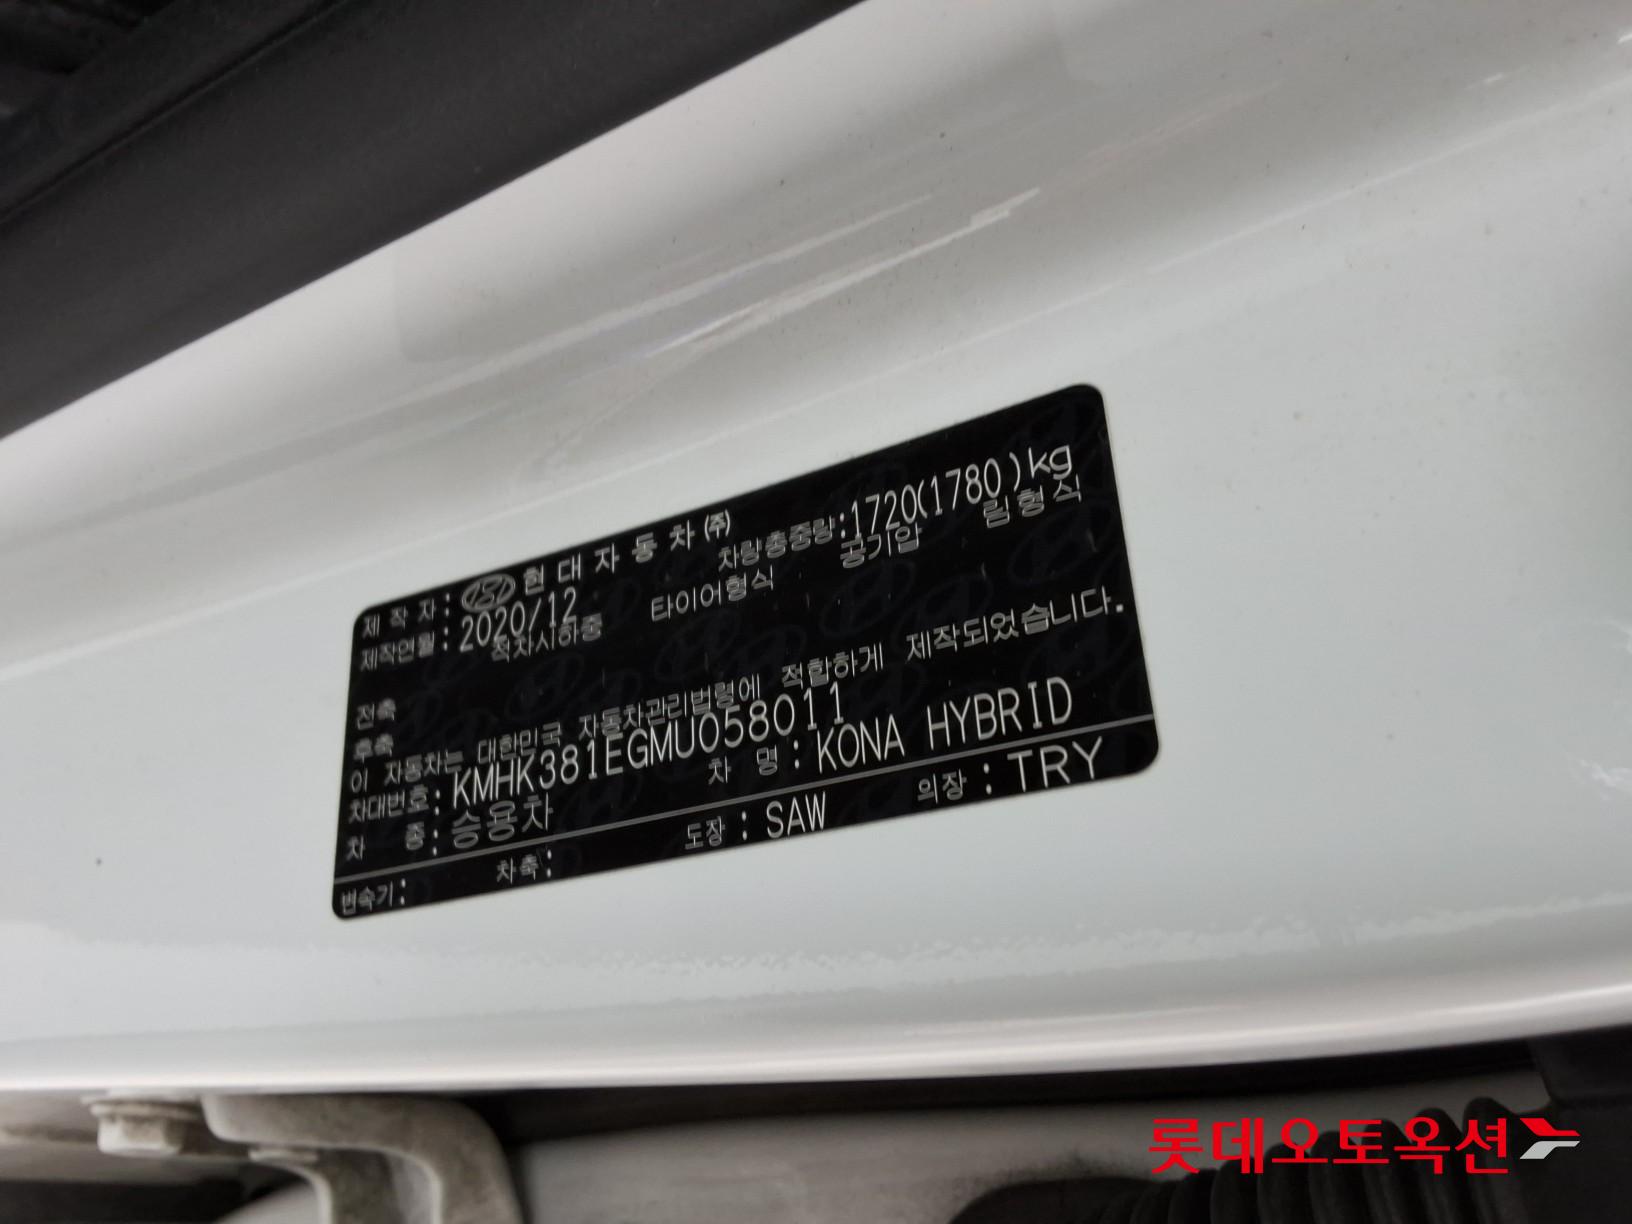 제 작 자 : 현 대 자 동 차 ㈜
제작연월 : 2020/12 차량총중량 : 1720(1780)kg
적차시하중 타이어형식 공기압 림형식
전축
후축
이 자동차는 대한민국 자동차관리법령에 적합하게 제작되었습니다.
차대번호 : KMHK381EGMU058011
차 종 : 승용차 차 명 : KONA HYBRID
변속기 : 차축 : 도장 : SAW 의장 : TRY
롯데오토옥션